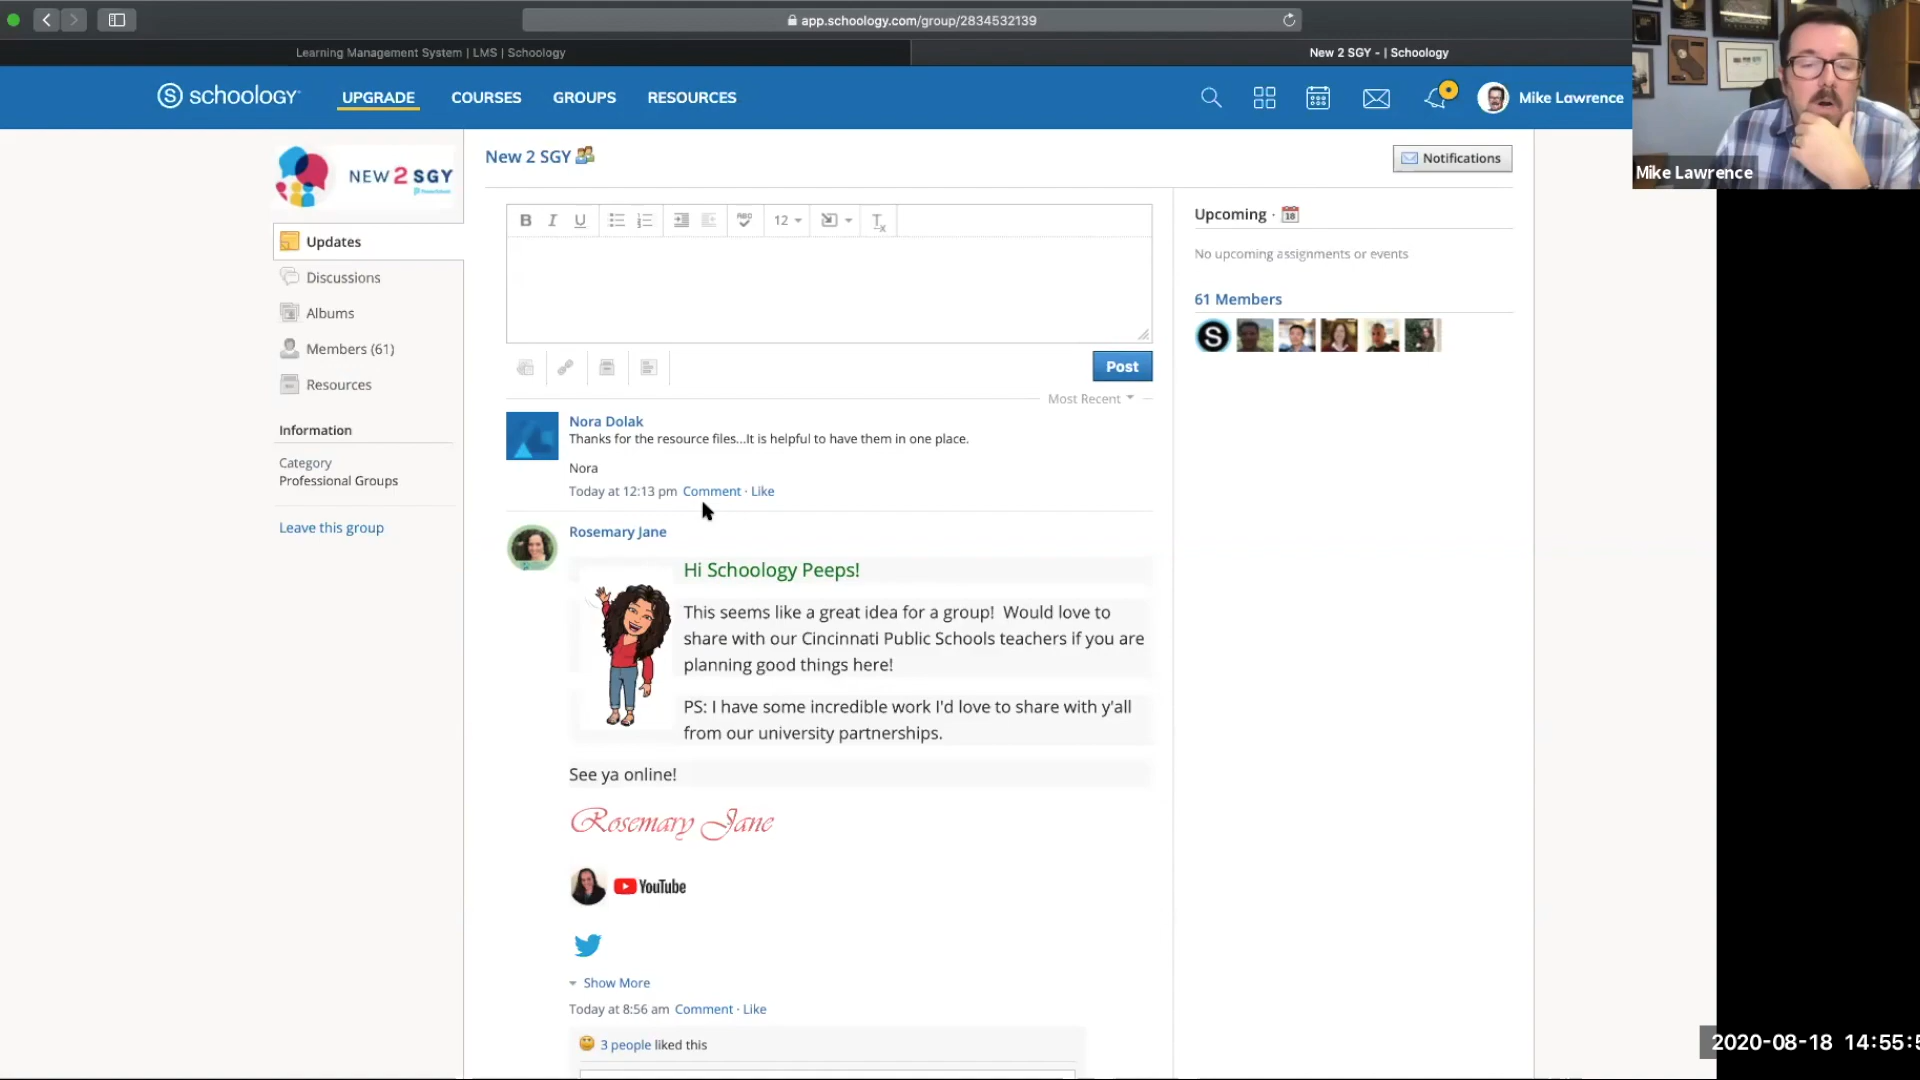 app.schoology.com/group/2834532139
Learning Management System | LMS | Schoology
New 2 SGY - | Schoology
S schoology
UPGRADE
COURSES
GROUPS
RESOURCES
Mike Lawrence
Mike Lawrence
NEW 2 SGY
New 2 SGY
Notifications
Updates
Discussions
Albums
Members (61)
Resources
Information
Category
Professional Groups
Leave this group
B I U
ABC
12
Tx
Post
Most Recent
Nora Dolak
Thanks for the resource files...It is helpful to have them in one place.
Nora
Today at 12:13 pm Comment · Like
Rosemary Jane
Hi Schoology Peeps!
This seems like a great idea for a group! Would love to
share with our Cincinnati Public Schools teachers if you are
planning good things here!
PS: I have some incredible work I'd love to share with y'all
from our university partnerships.
See ya online!
Rosemary Jane
YouTube
Show More
Today at 8:56 am Comment · Like
3 people liked this
Upcoming · 18
No upcoming assignments or events
61 Members
S
2020-08-18 14:55:5